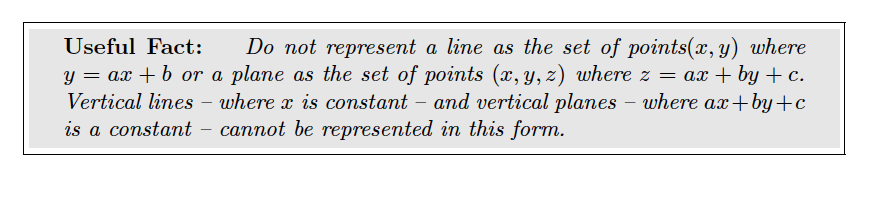 Useful Fact: Do not represent a line as the set of points(x, y) where
y = ax + b or a plane as the set of points (x, y, z) where z = ax + by + c.
Vertical lines – where x is constant – and vertical planes – where ax+by+c
is a constant – cannot be represented in this form.